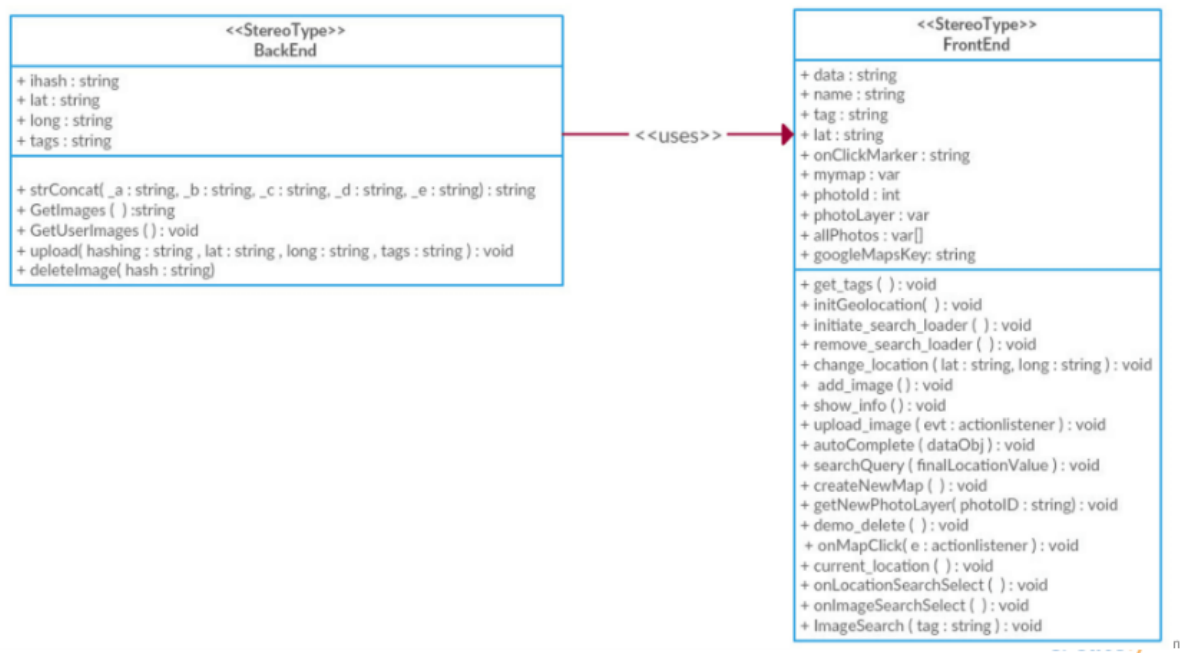 <<StereoType>>
BackEnd
+ ihash : string
+ lat : string
+ long : string
+ tags : string
+ strConcat( _a : string, _b : string, _c : string, _d : string, _e : string) : string
+ GetImages ( ) :string
+ GetUserImages ( ) : void
+ upload( hashing : string , lat : string , long : string , tags : string ) : void
+ deleteImage( hash : string)
<<uses>>
<<StereoType>>
FrontEnd
+ data : string
+ name : string
+ tag : string
+ lat : string
+ onClickMarker : string
+ mymap : var
+ photoId : int
+ photoLayer : var
+ allPhotos : var[]
+ googleMapsKey: string
+ get_tags ( ) : void
+ initGeolocation( ) : void
+ initiate_search_loader ( ) : void
+ remove_search_loader ( ) : void
+ change_location ( lat : string, long : string ) : void
+ add_image ( ) : void
+ show_info ( ) : void
+ upload_image ( evt : actionlistener ) : void
+ autoComplete ( dataObj ) : void
+ searchQuery ( finalLocationValue ) : void
+ createNewMap ( ) : void
+ getNewPhotoLayer( photoID : string) : void
+ demo_delete ( ) : void
+ onMapClick( e : actionlistener ) : void
+ current_location ( ) : void
+ onLocationSearchSelect ( ) : void
+ onImageSearchSelect ( ) : void
+ ImageSearch ( tag : string ) : void
n